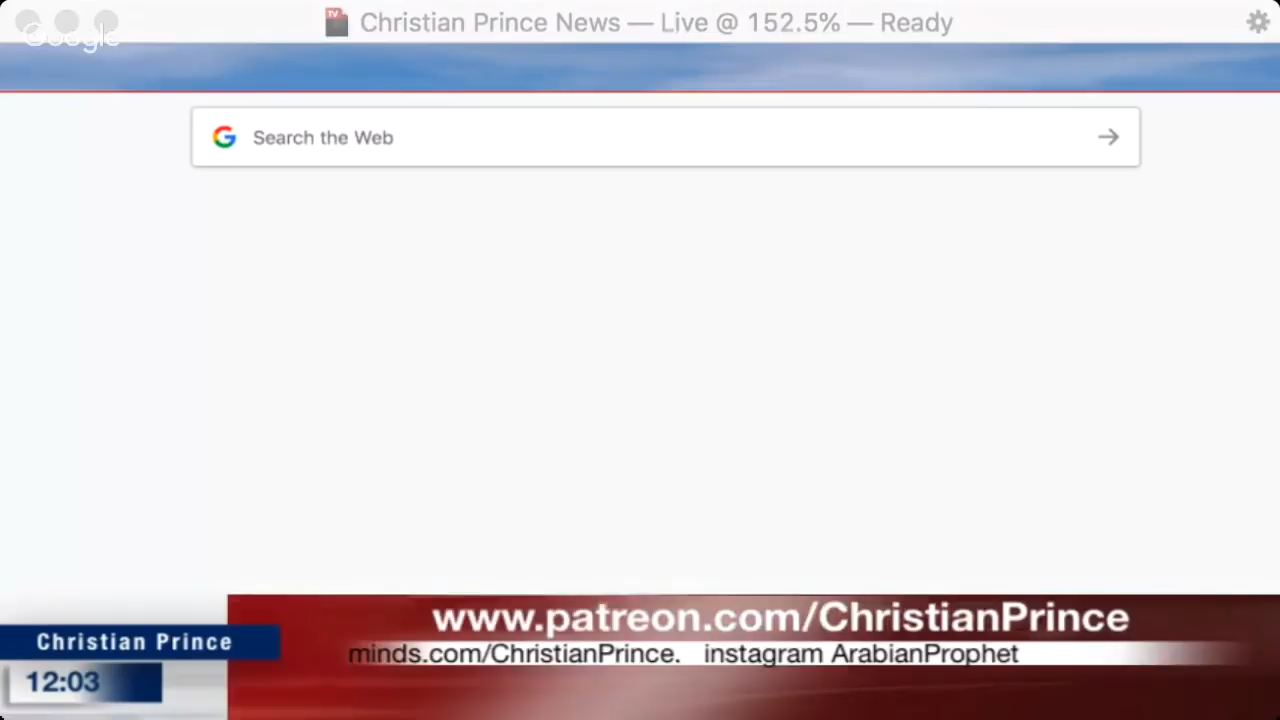 Christian Prince News — Live @ 152.5% — Ready
Google
Search the Web
www.patreon.com/ChristianPrince
Christian Prince
minds.com/ChristianPrince. instagram ArabianProphet
12:03